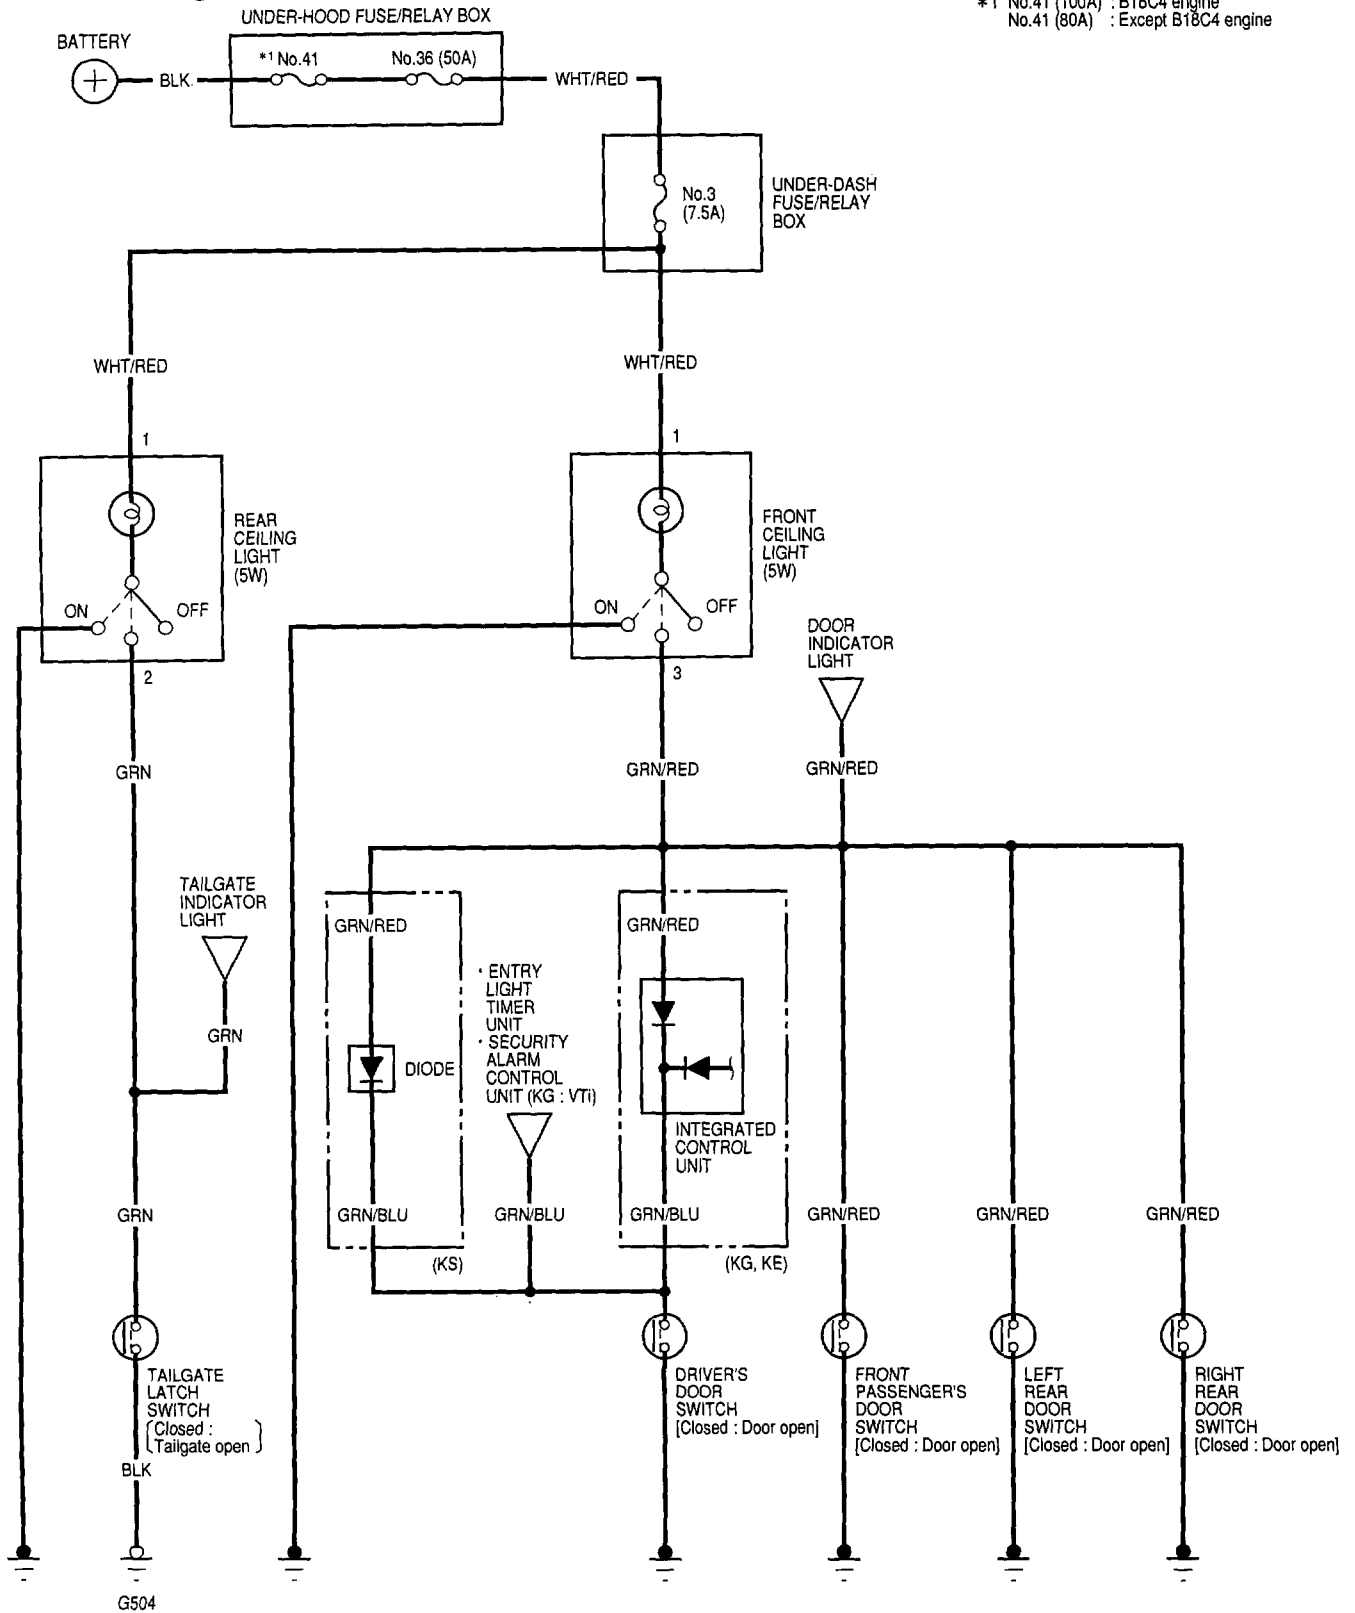 *1 No.41 (100A) : B18C4 engine
No.41 (80A) : Except B18C4 engine
UNDER-HOOD FUSE/RELAY BOX
BATTERY
*1 No.41
No.36 (50A)
BLK
WHT/RED
No.3
(7.5A)
UNDER-DASH
FUSE/RELAY
BOX
WHT/RED
WHT/RED
1
1
REAR
CEILING
LIGHT
(5W)
ON
OFF
2
FRONT
CEILING
LIGHT
(5W)
ON
OFF
3
DOOR
INDICATOR
LIGHT
GRN
GRN/RED
GRN/RED
TAILGATE
INDICATOR
LIGHT
GRN
GRN/RED
DIODE
GRN/BLU
(KS)
· ENTRY
LIGHT
TIMER
UNIT
· SECURITY
ALARM
CONTROL
UNIT (KG : VTi)
GRN/BLU
GRN/RED
INTEGRATED
CONTROL
UNIT
GRN/BLU
(KG, KE)
GRN
GRN/RED
GRN/RED
GRN/RED
TAILGATE
LATCH
SWITCH
(Closed :
Tailgate open)
BLK
DRIVER'S
DOOR
SWITCH
[Closed : Door open]
FRONT
PASSENGER'S
DOOR
SWITCH
[Closed : Door open]
LEFT
REAR
DOOR
SWITCH
[Closed : Door open]
RIGHT
REAR
DOOR
SWITCH
[Closed : Door open]
G504